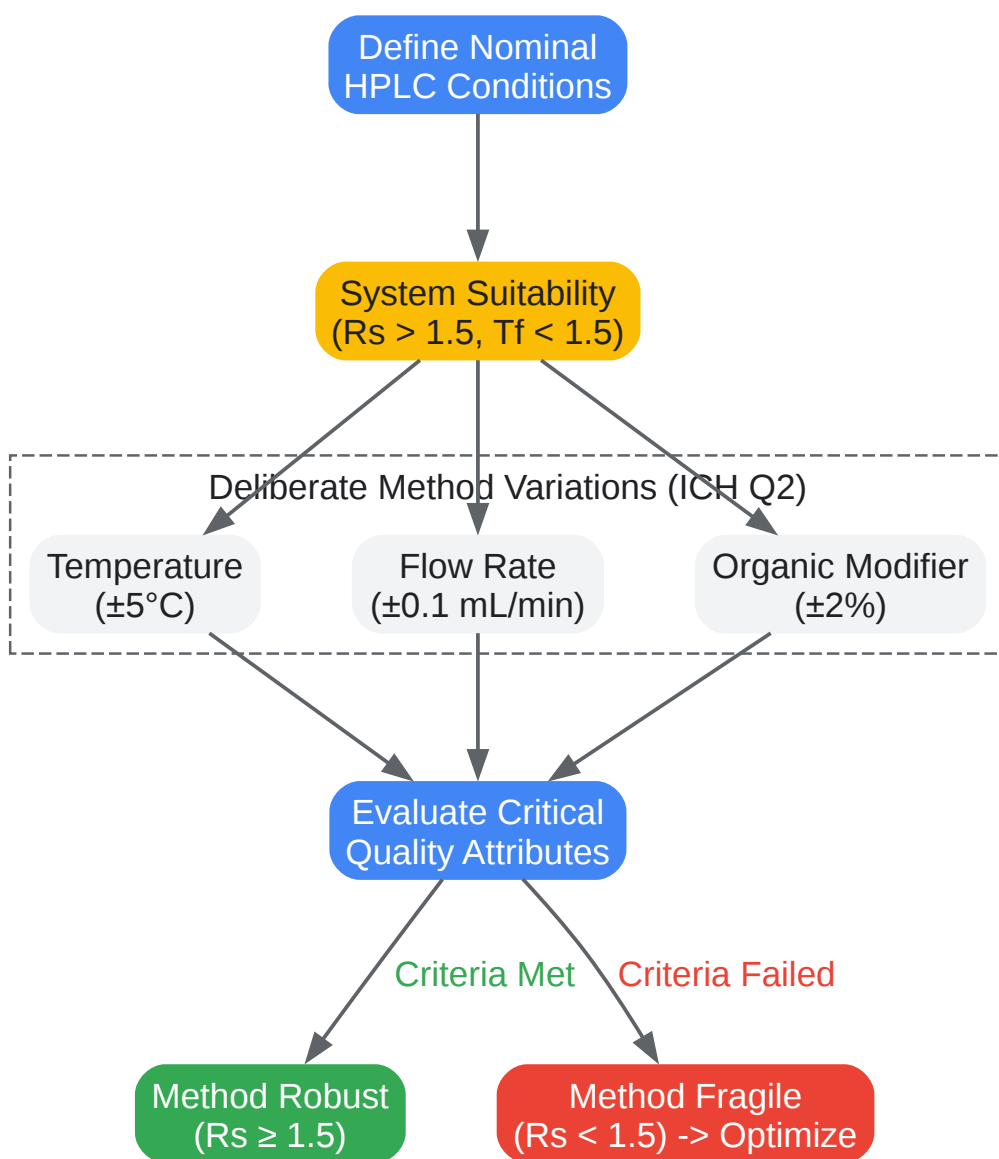 Define Nominal
HPLC Conditions
System Suitability
(Rs > 1.5, Tf < 1.5)
Deliberate Method Variations (ICH Q2)
Temperature
(±5°C)
Flow Rate
(±0.1 mL/min)
Organic Modifier
(±2%)
Evaluate Critical
Quality Attributes
Criteria Met
Criteria Failed
Method Robust
(Rs ≥ 1.5)
Method Fragile
(Rs < 1.5) -> Optimize